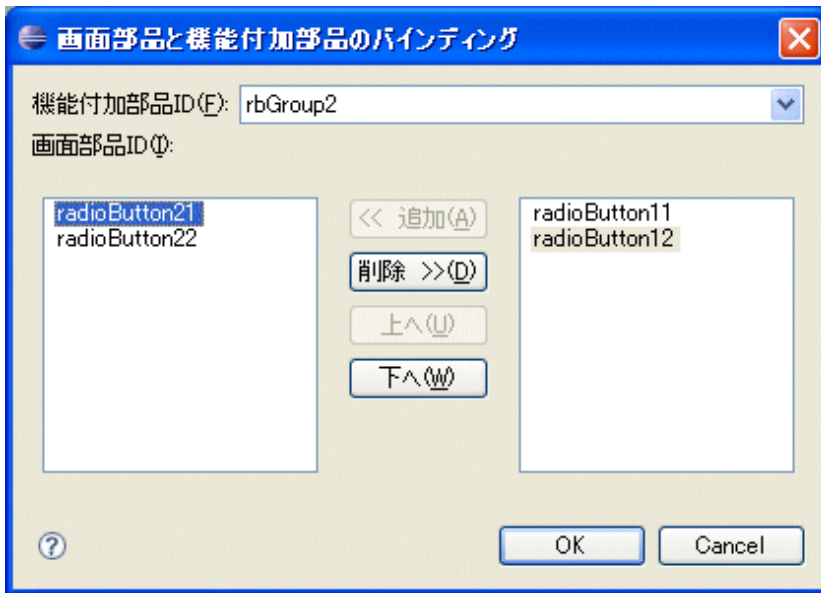 画面部品と機能付加部品のバインディング
機能付加部品ID(F): rbGroup2
画面部品ID(I):
radioButton21
radioButton22
<< 追加(A)
削除 >>(D)
上へ(U)
下へ(W)
radioButton11
radioButton12
?
OK
Cancel